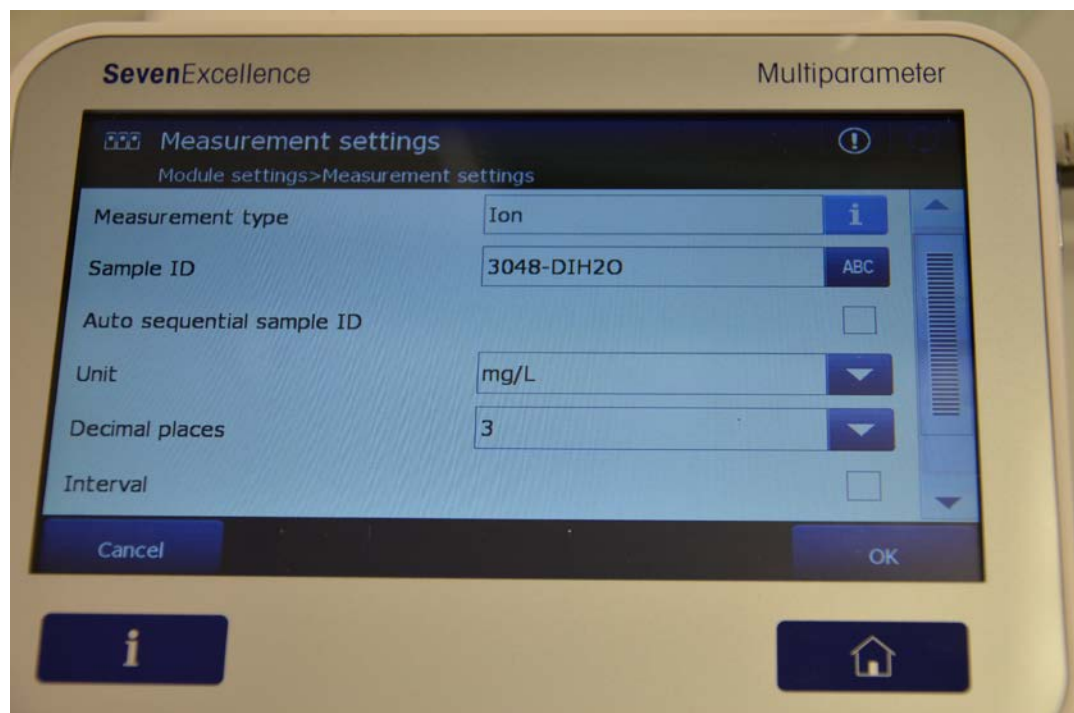 SevenExcellence Multiparameter
Measurement settings
Module settings>Measurement settings
Measurement type Ion i
Sample ID 3048-DIH2O ABC
Auto sequential sample ID
Unit mg/L
Decimal places 3
Interval
Cancel OK
i